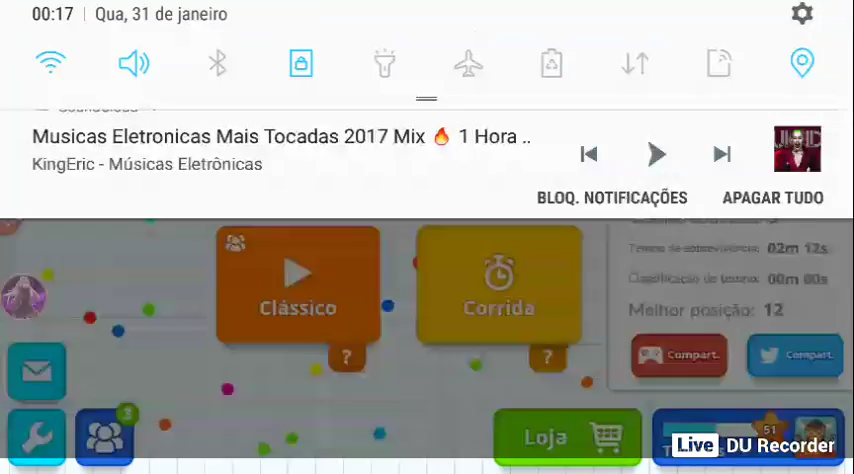 00:17 | Qua, 31 de janeiro
Musicas Eletronicas Mais Tocadas 2017 Mix 🔥 1 Hora ..
KingEric - Músicas Eletrônicas
BLOQ. NOTIFICAÇÕES APAGAR TUDO
Tempo de sobrevivência: 02m 12s
Classificação do tempo: 00m 00s
Melhor posição: 12
Clássico
Corrida
? ?
Compart.
Compart.
3
Loja
51
Live DU Recorder